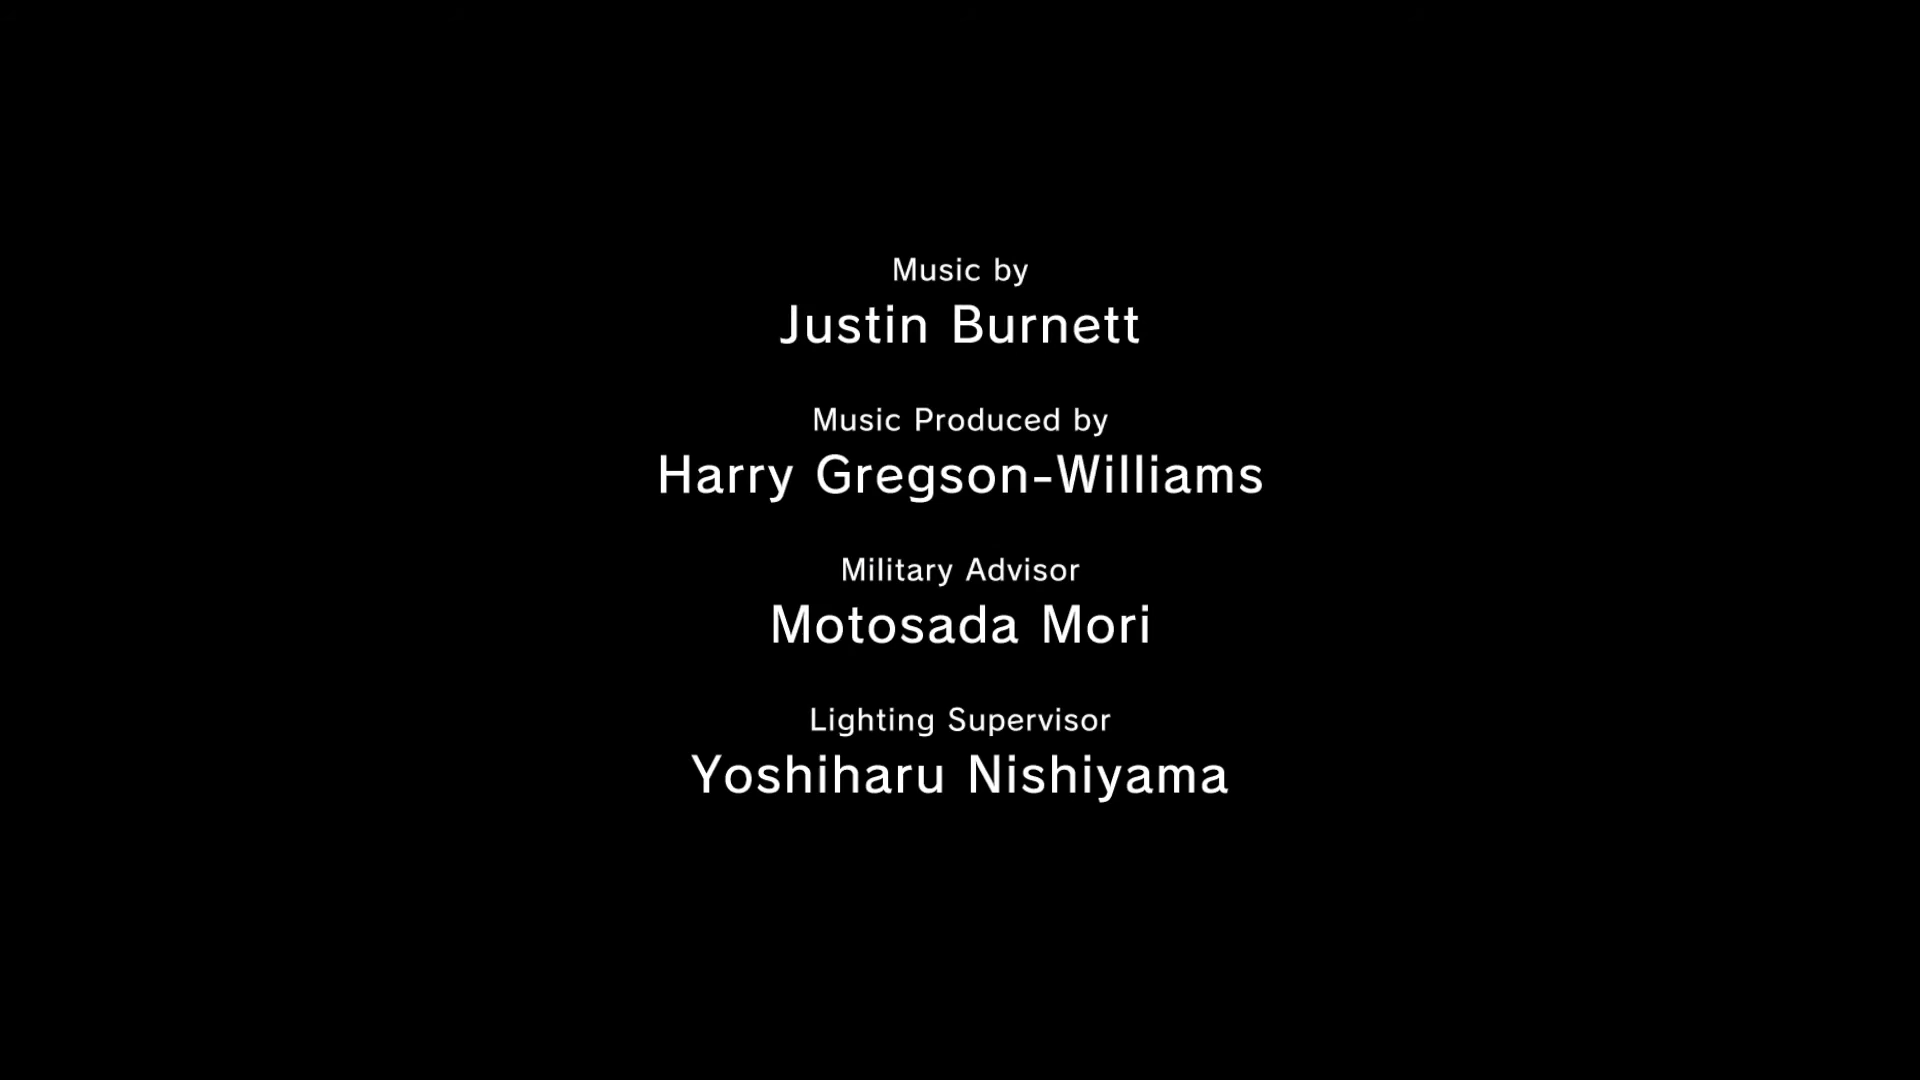 Music by
Justin Burnett
Music Produced by
Harry Gregson-Williams
Military Advisor
Motosada Mori
Lighting Supervisor
Yoshiharu Nishiyama